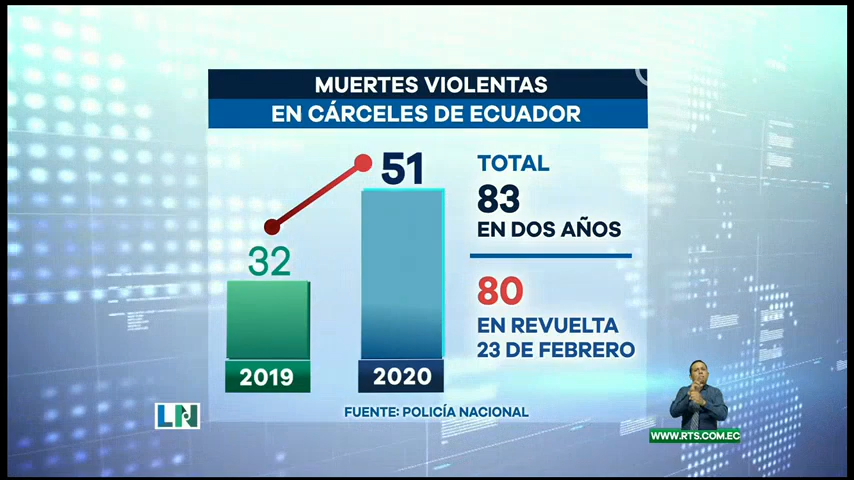 MUERTES VIOLENTAS
EN CÁRCELES DE ECUADOR
32
51
2019
2020
TOTAL
83
EN DOS AÑOS
80
EN REVUELTA
23 DE FEBRERO
FUENTE: POLICÍA NACIONAL
LN
WWW.RTS.COM.EC